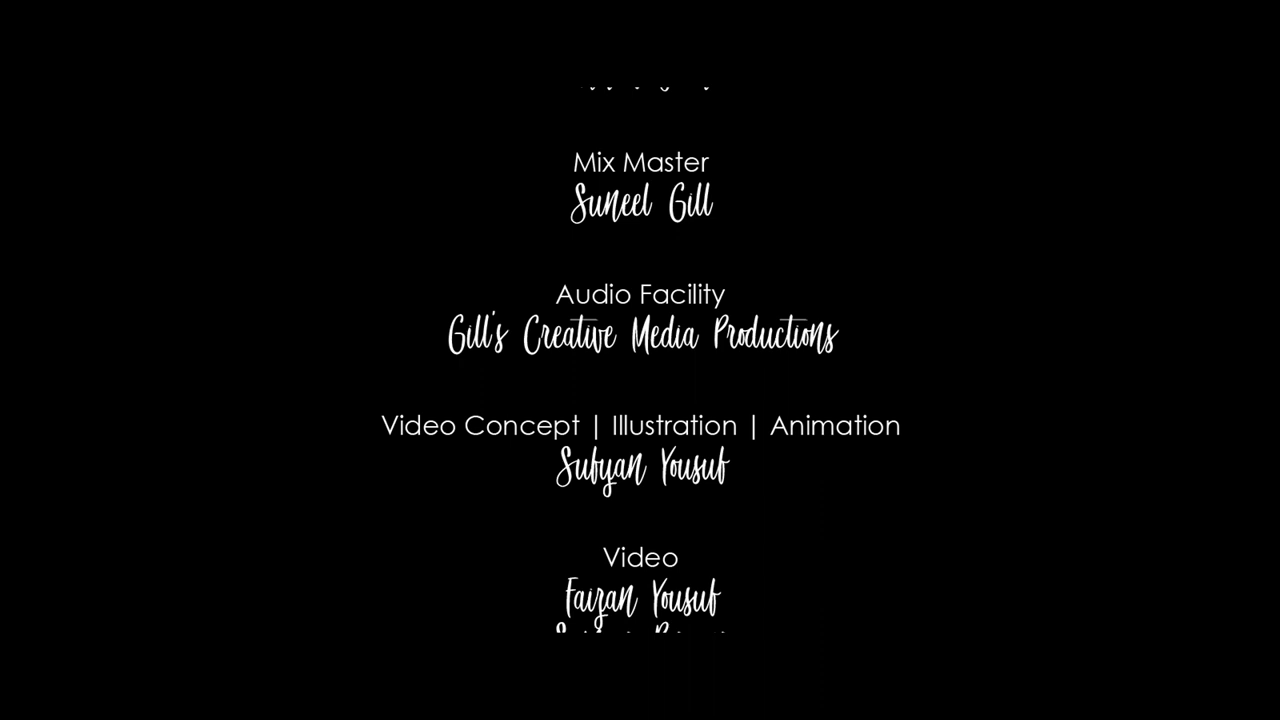 Mix Master
Suneel Gill
Audio Facility
Gill's Creative Media Productions
Video Concept | Illustration | Animation
Sufyan Yousuf
Video
Faizan Yousuf